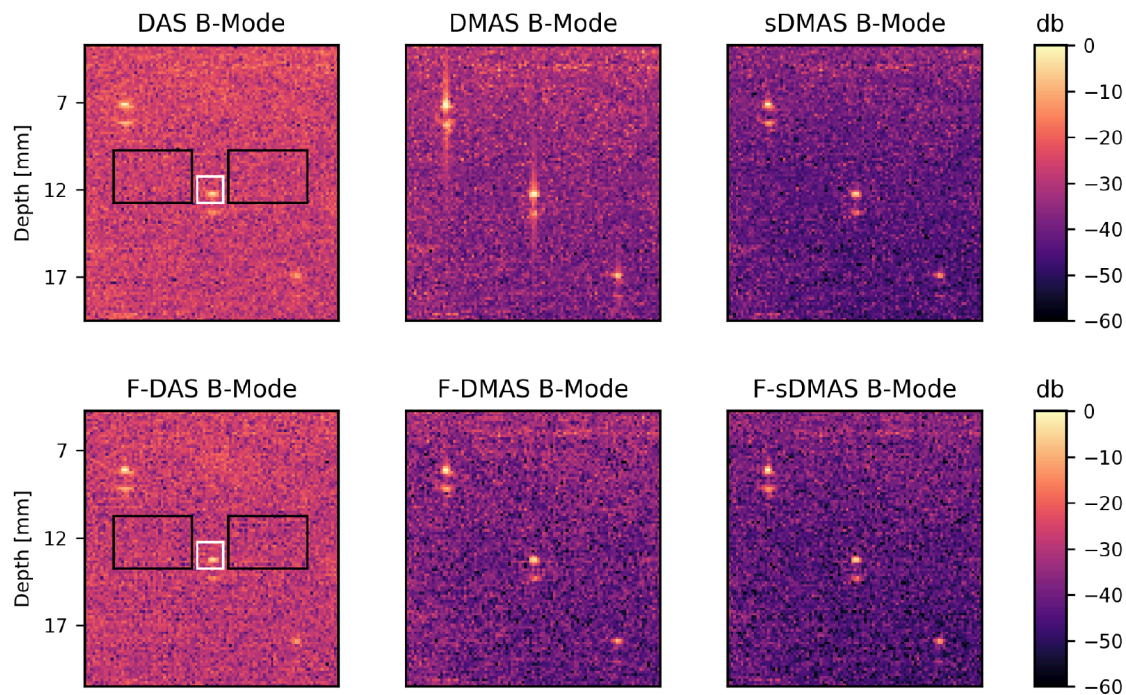 DAS B-Mode
DMAS B-Mode
sDMAS B-Mode
db
Depth [mm]
7
12
17
0
−10
−20
−30
−40
−50
−60
F-DAS B-Mode
F-DMAS B-Mode
F-sDMAS B-Mode
db
Depth [mm]
7
12
17
0
−10
−20
−30
−40
−50
−60